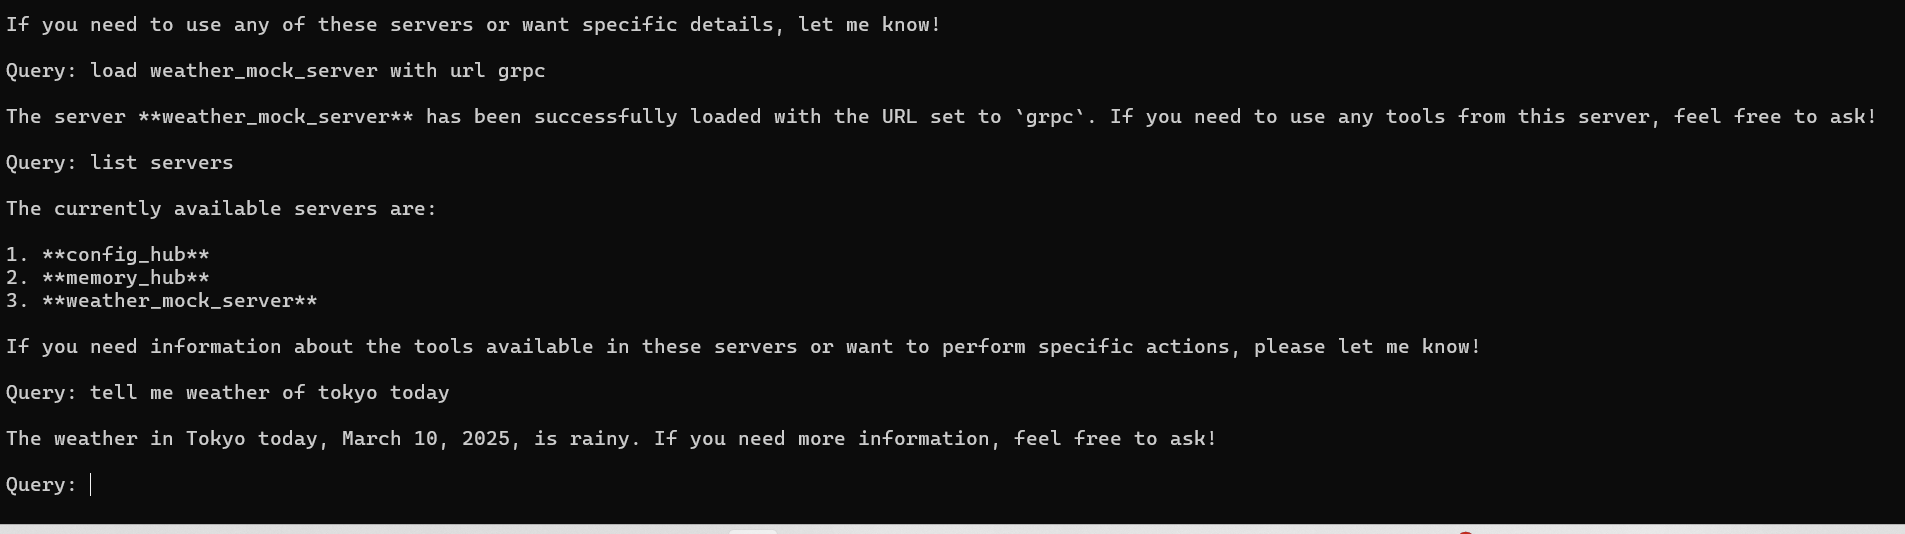 If you need to use any of these servers or want specific details, let me know!
Query: load weather_mock_server with url grpc
The server **weather_mock_server** has been successfully loaded with the URL set to `grpc`. If you need to use any tools from this server, feel free to ask!
Query: list servers
The currently available servers are:
1. **config_hub**
2. **memory_hub**
3. **weather_mock_server**
If you need information about the tools available in these servers or want to perform specific actions, please let me know!
Query: tell me weather of tokyo today
The weather in Tokyo today, March 10, 2025, is rainy. If you need more information, feel free to ask!
Query: